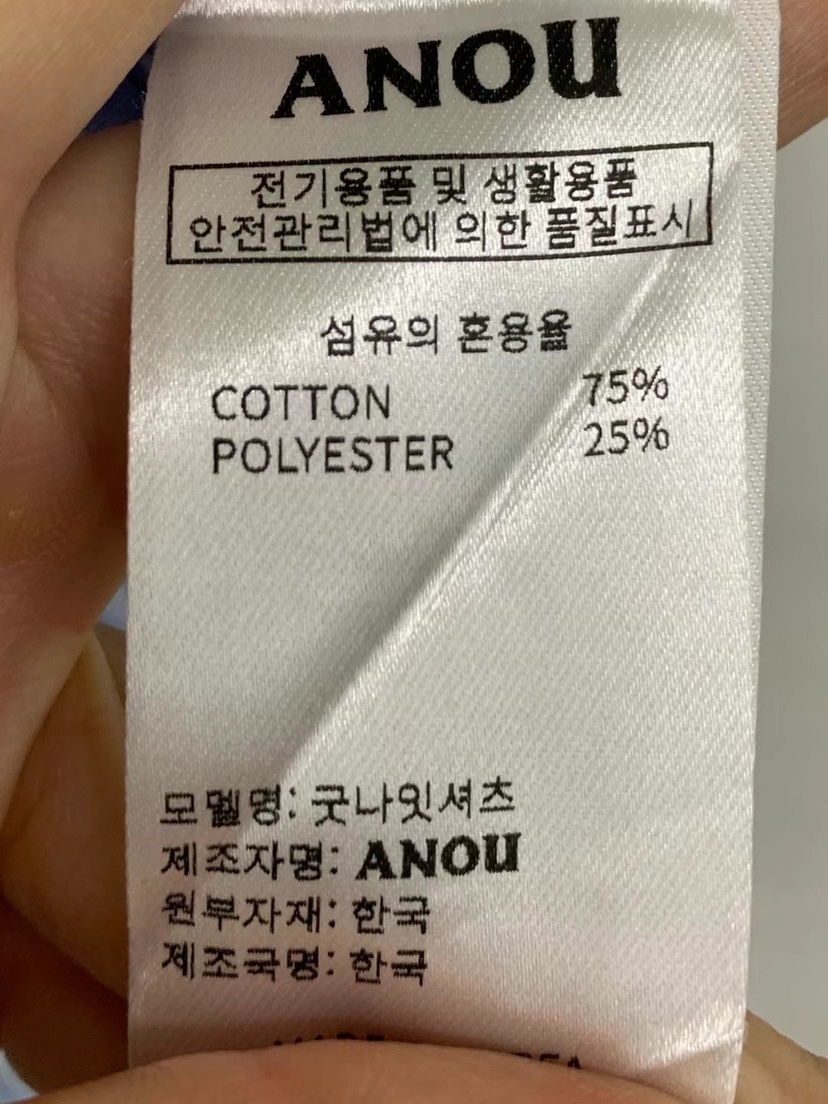 ANOU
전기용품 및 생활용품
안전관리법에 의한 품질표시
섬유의 혼용율
COTTON 75%
POLYESTER 25%
모델명: 굿나잇셔츠
제조자명: ANOU
원부자재: 한국
제조국명: 한국